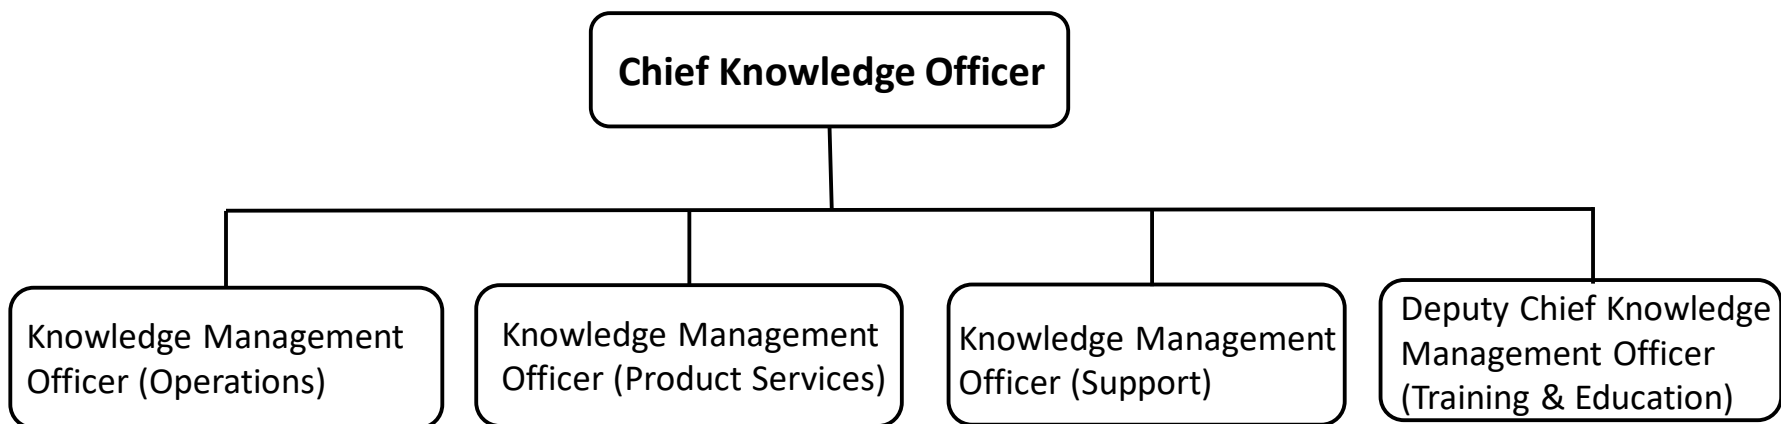 Chief Knowledge Officer
Knowledge Management
Officer (Operations)
Knowledge Management
Officer (Product Services)
Knowledge Management
Officer (Support)
Deputy Chief Knowledge
Management Officer
(Training & Education)